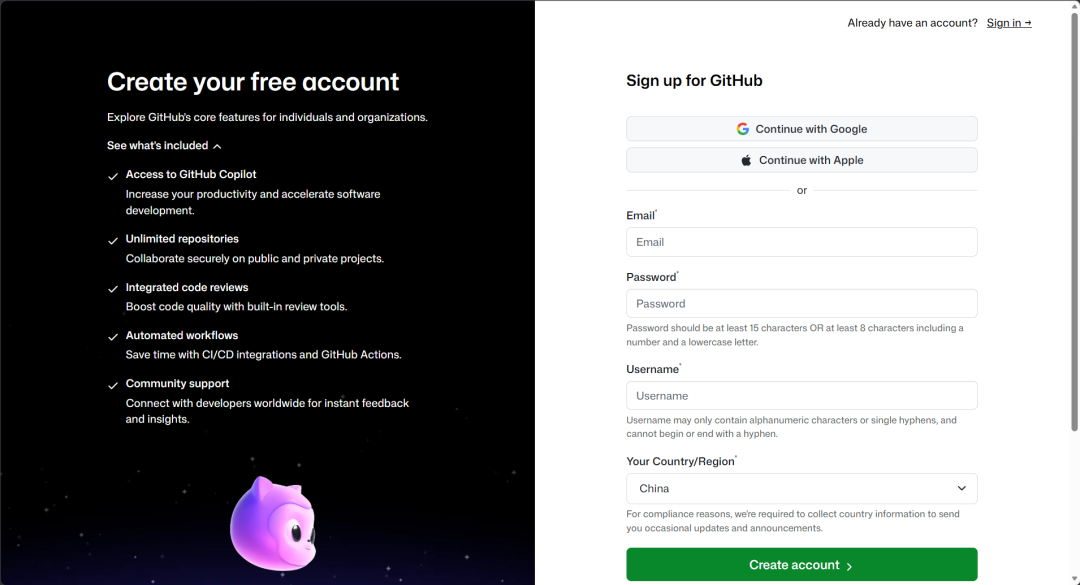 Already have an account? Sign in →
Create your free account
Explore GitHub's core features for individuals and organizations.
See what's included
Access to GitHub Copilot
Increase your productivity and accelerate software
development.
Unlimited repositories
Collaborate securely on public and private projects.
Integrated code reviews
Boost code quality with built-in review tools.
Automated workflows
Save time with CI/CD integrations and GitHub Actions.
Community support
Connect with developers worldwide for instant feedback
and insights.
Sign up for GitHub
Continue with Google
Continue with Apple
or
Email*
Email
Password*
Password
Password should be at least 15 characters OR at least 8 characters including a
number and a lowercase letter.
Username*
Username
Username may only contain alphanumeric characters or single hyphens, and
cannot begin or end with a hyphen.
Your Country/Region*
China
For compliance reasons, we're required to collect country information to send
you occasional updates and announcements.
Create account